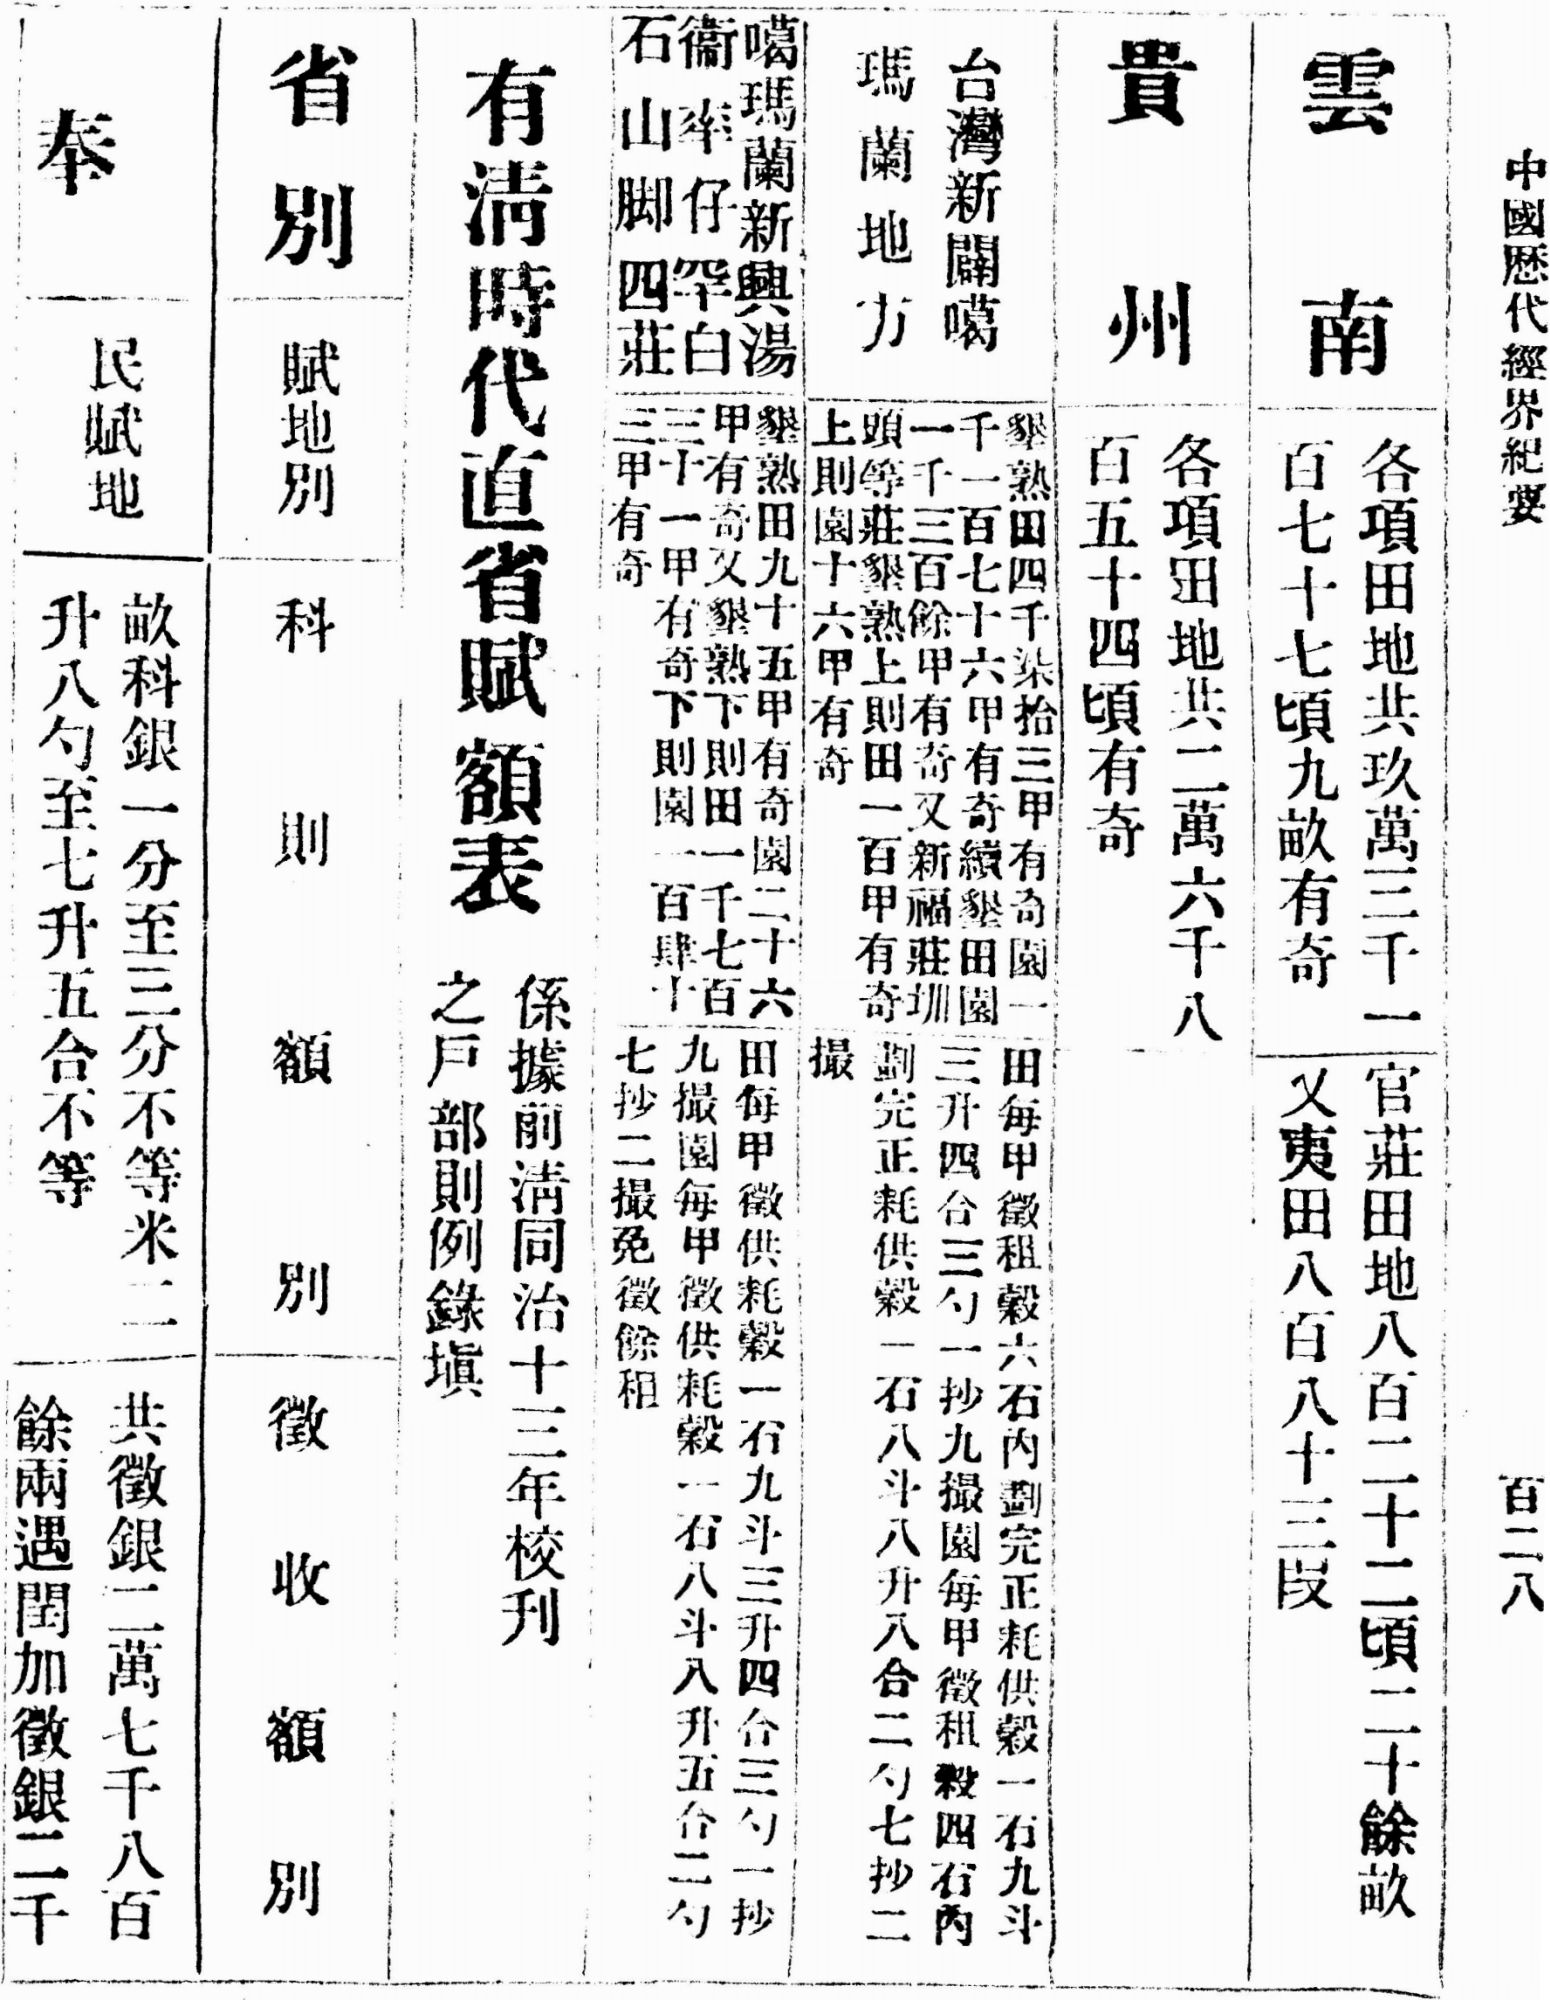 中國歷代經界紀要
百二八
雲南
各項田地共玖萬三千一
百七十七頃九畝有奇
官莊田地八百二十二頃二十餘畝
又夷田八百八十三段
貴州
各項田地共二萬六千八
百五十四頃有奇
台灣新闢噶
瑪蘭地方
墾熟田四千柒拾三甲有奇園一
千一百七十六甲有奇續墾田園
一千三百餘甲有奇又新福莊圳
頭等莊墾熟上則田一百甲有奇
上則園十六甲有奇
田每甲徵租穀六石內劃完正耗供穀一石九斗
三升四合三勺一抄九撮園每甲徵租穀四石內
劃完正耗供穀一石八斗八升八合二勺七抄二
撮
噶瑪蘭新興湯
衞率仔罕白
石山脚四莊
墾熟田九十五甲有奇園二十六
甲有奇又墾熟下則田一千七百
三十一甲有奇下則園一百肆十
三甲有奇
田每甲徵供耗穀一石九斗三升四合三勺一抄
九撮園每甲徵供耗穀一石八斗八升五合二勺
七抄二撮免徵餘租
有淸時代直省賦額表
係據前淸同治十三年校刊
之戶部則例錄塡
省別
賦地別
科則額別
徵收額別
奉
民賦地
畝科銀一分至三分不等米二
升八勺至七升五合不等
共徵銀二萬七千八百
餘兩遇閏加徵銀二千